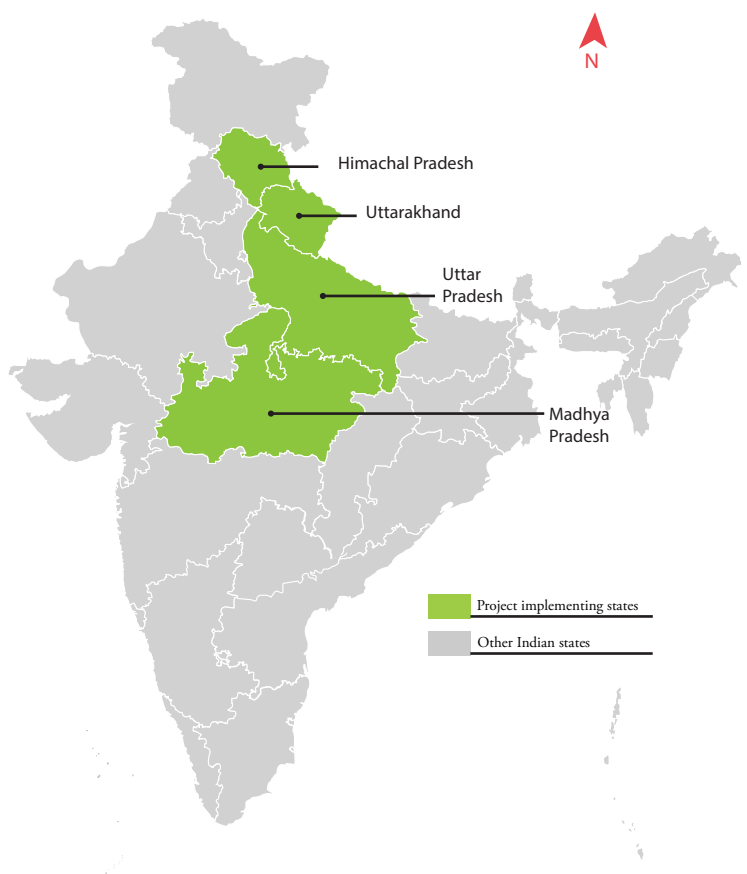 N
Himachal Pradesh
Uttarakhand
Uttar
Pradesh
Madhya
Pradesh
Project implementing states
Other Indian states